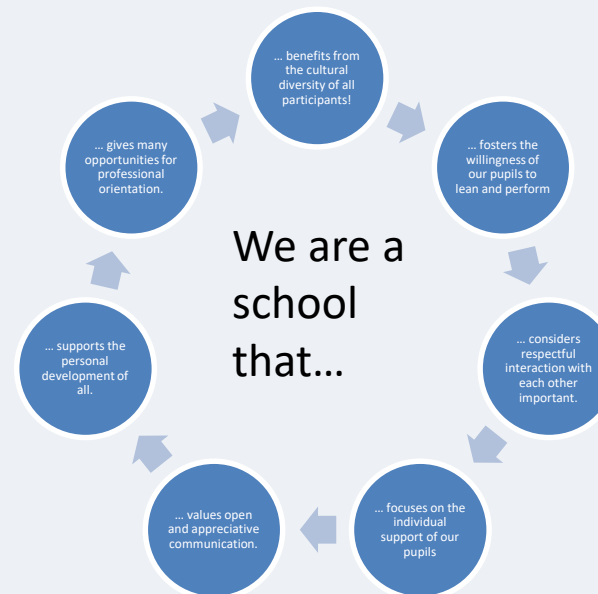 We are a
school
that…
… benefits from
the cultural
diversity of all
participants!
… fosters the
willingness of
our pupils to
lean and perform
… considers
respectful
interaction with
each other
important.
… focuses on the
individual
support of our
pupils
… values open
and appreciative
communication.
… supports the
personal
development of
all.
… gives many
opportunities for
professional
orientation.